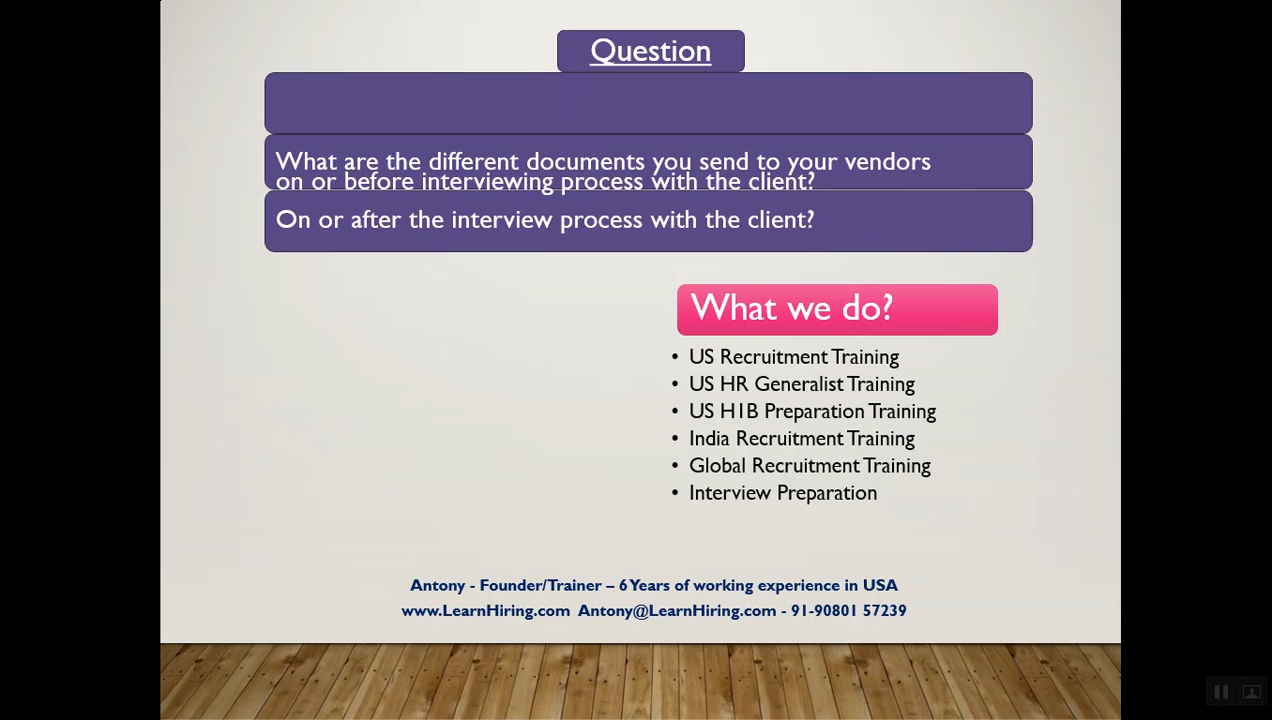 Question
What are the different documents you send to your vendors
on or before interviewing process with the client?
On or after the interview process with the client?
What we do?
• US Recruitment Training
• US HR Generalist Training
• US H1B Preparation Training
• India Recruitment Training
• Global Recruitment Training
• Interview Preparation
Antony - Founder/Trainer – 6 Years of working experience in USA
www.LearnHiring.com Antony@LearnHiring.com - 91-90801 57239